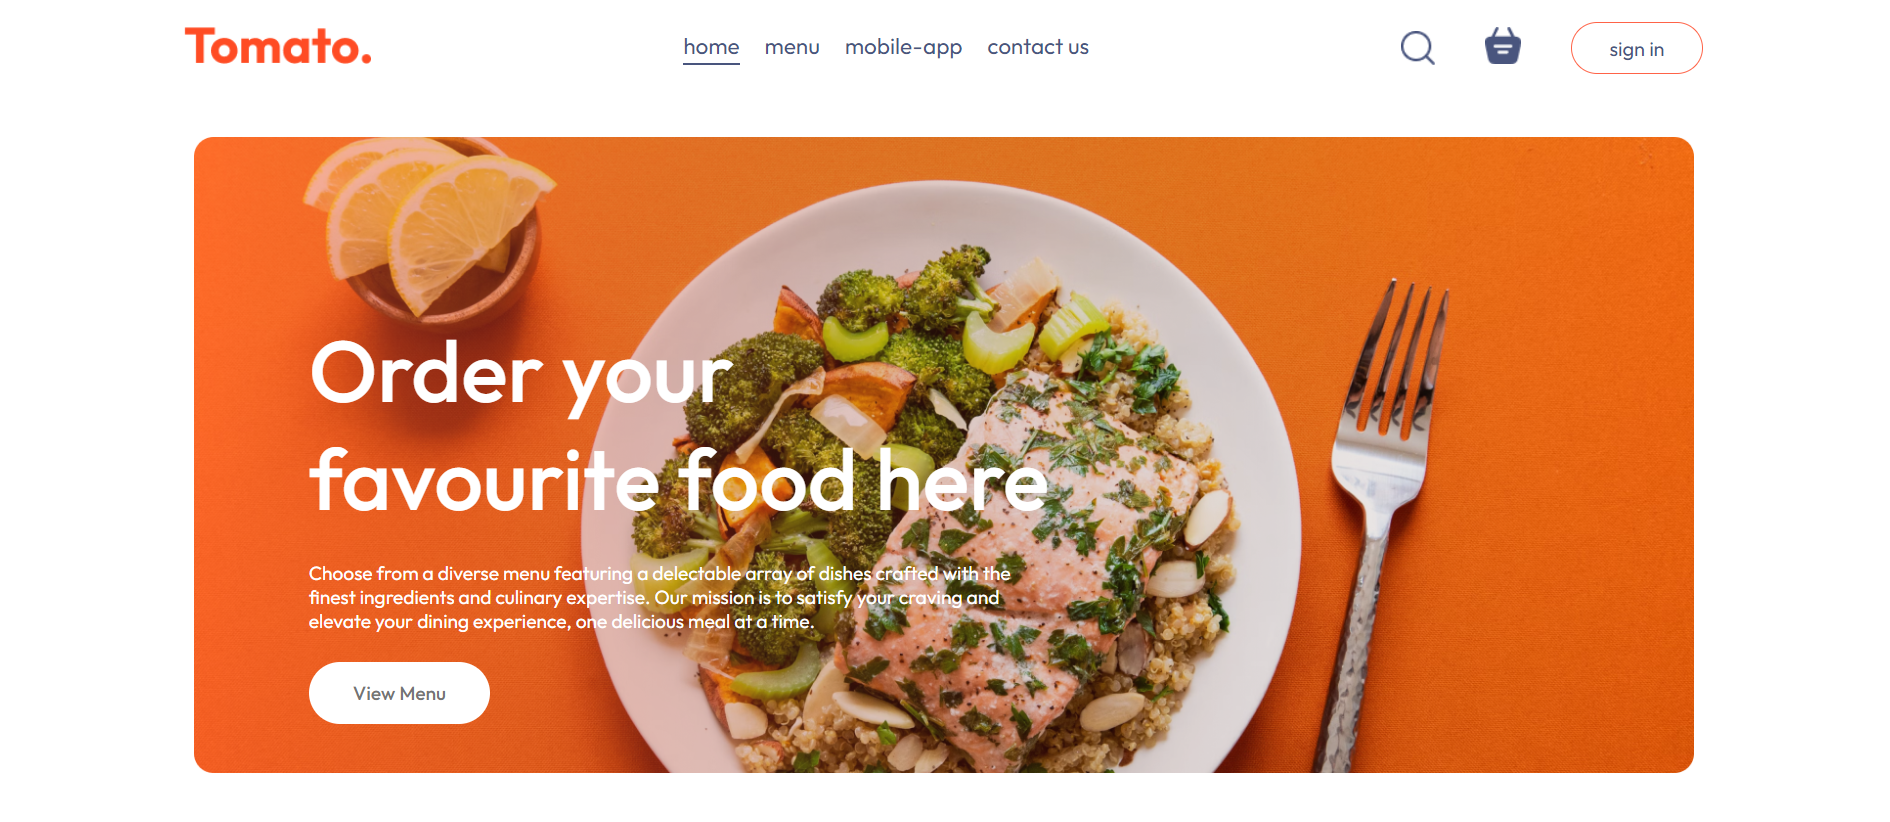 Tomato.
home menu mobile-app contact us
sign in
Order your
favourite food here
Choose from a diverse menu featuring a delectable array of dishes crafted with the
finest ingredients and culinary expertise. Our mission is to satisfy your craving and
elevate your dining experience, one delicious meal at a time.
View Menu